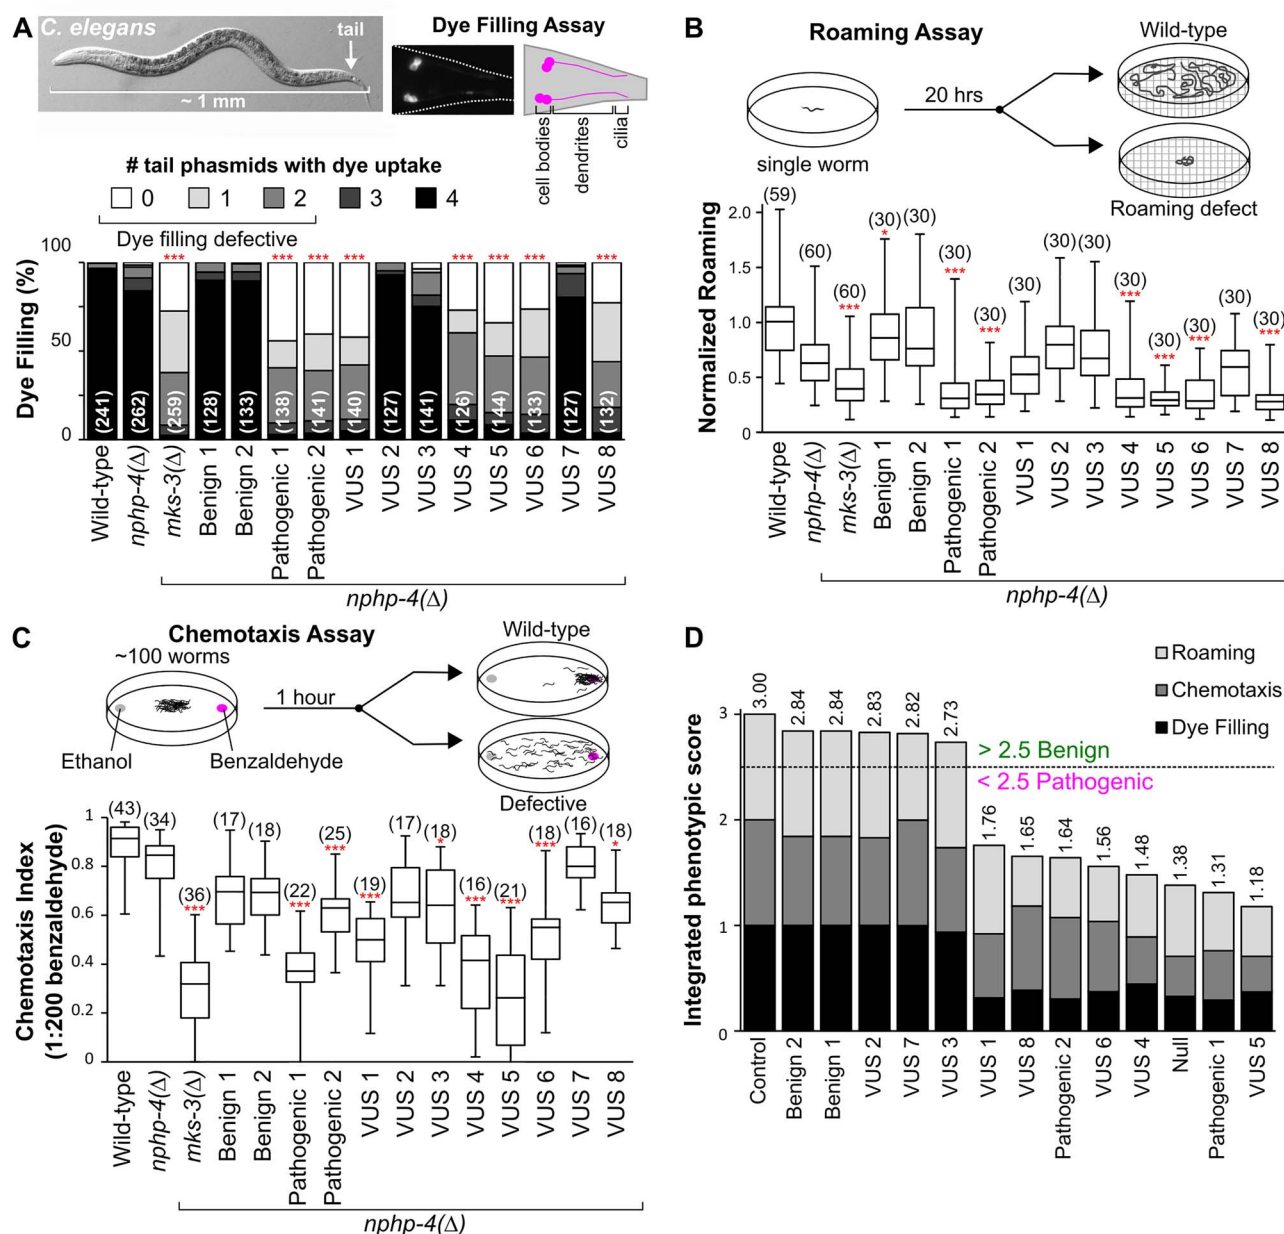 A
C. elegans
tail
~ 1 mm
Dye Filling Assay
cell bodies
dendrites
cilia
# tail phasmids with dye uptake
0 1 2 3 4
Dye filling defective
Dye Filling (%)
100
50
0
*** *** *** *** *** *** *** ***
(241) (262) (259) (128) (133) (138) (141) (140) (127) (141) (126) (144) (133) (127) (132)
Wild-type
nphp-4(Δ)
mks-3(Δ)
Benign 1
Benign 2
Pathogenic 1
Pathogenic 2
VUS 1
VUS 2
VUS 3
VUS 4
VUS 5
VUS 6
VUS 7
VUS 8
nphp-4(Δ)
B
Roaming Assay
single worm
20 hrs
Wild-type
Roaming defect
Normalized Roaming
2.0
1.5
1.0
0.5
0.0
(59)
(60)
(60)
***
(30)
*
(30)
(30)
***
(30)
***
(30)
(30)
(30)
(30)
***
(30)
***
(30)
***
(30)
(30)
***
Wild-type
nphp-4(Δ)
mks-3(Δ)
Benign 1
Benign 2
Pathogenic 1
Pathogenic 2
VUS 1
VUS 2
VUS 3
VUS 4
VUS 5
VUS 6
VUS 7
VUS 8
nphp-4(Δ)
C
Chemotaxis Assay
~100 worms
Ethanol
Benzaldehyde
1 hour
Wild-type
Defective
Chemotaxis Index
(1:200 benzaldehyde)
1
0.8
0.6
0.4
0.2
0
(43)
(34)
(36)
***
(17)
(18)
(22)
***
(25)
***
(19)
***
(17)
(18)
*
(16)
***
(21)
***
(18)
***
(16)
(18)
*
Wild-type
nphp-4(Δ)
mks-3(Δ)
Benign 1
Benign 2
Pathogenic 1
Pathogenic 2
VUS 1
VUS 2
VUS 3
VUS 4
VUS 5
VUS 6
VUS 7
VUS 8
nphp-4(Δ)
D
Roaming
Chemotaxis
Dye Filling
Integrated phenotypic score
3
2
1
0
> 2.5 Benign
< 2.5 Pathogenic
3.00
2.84
2.84
2.83
2.82
2.73
1.76
1.65
1.64
1.56
1.48
1.38
1.31
1.18
Control
Benign 2
Benign 1
VUS 2
VUS 7
VUS 3
VUS 1
VUS 8
Pathogenic 2
VUS 6
VUS 4
Null
Pathogenic 1
VUS 5